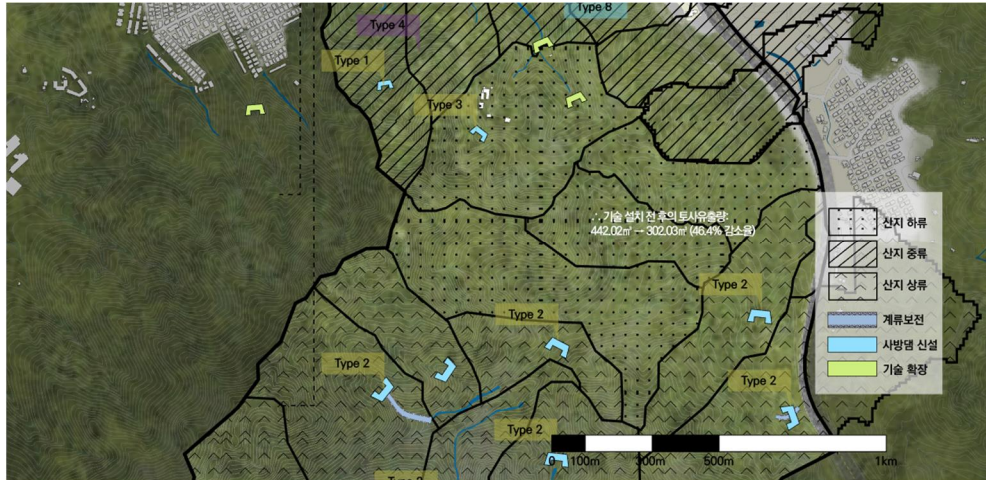 Type 4
Type 8
Type 1
Type 3
∴ 기술 설치 전 후의 토사유출량:
442.02㎥ → 302.03㎥ (46.4% 감소율)
산지 하류
산지 중류
산지 상류
계류보전
사방댐 신설
기술 확장
Type 2
Type 2
Type 2
Type 2
Type 2
0 100m 300m 500m 1km